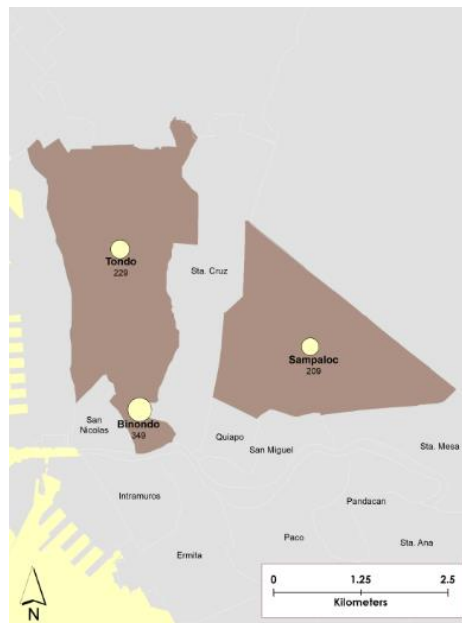 Tondo
229
Sta. Cruz
Sampaloc
209
Binondo
349
San
Nicolas
Quiapo
San Miguel
Sta. Mesa
Intramuros
Pandacan
Ermita
Paco
Sta. Ana
0 1.25 2.5
Kilometers
N